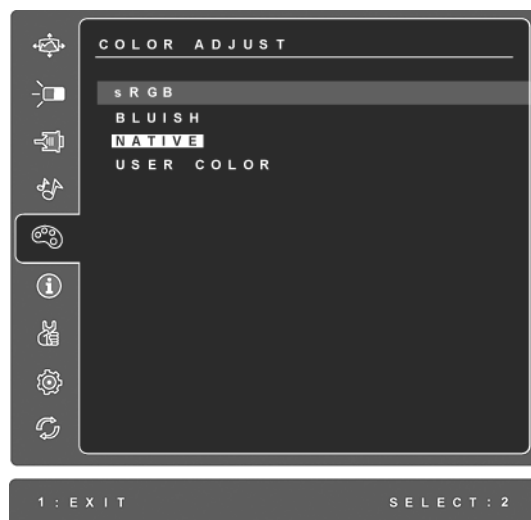 COLOR ADJUST
sRGB
BLUISH
NATIVE
USER COLOR
1:EXIT SELECT:2